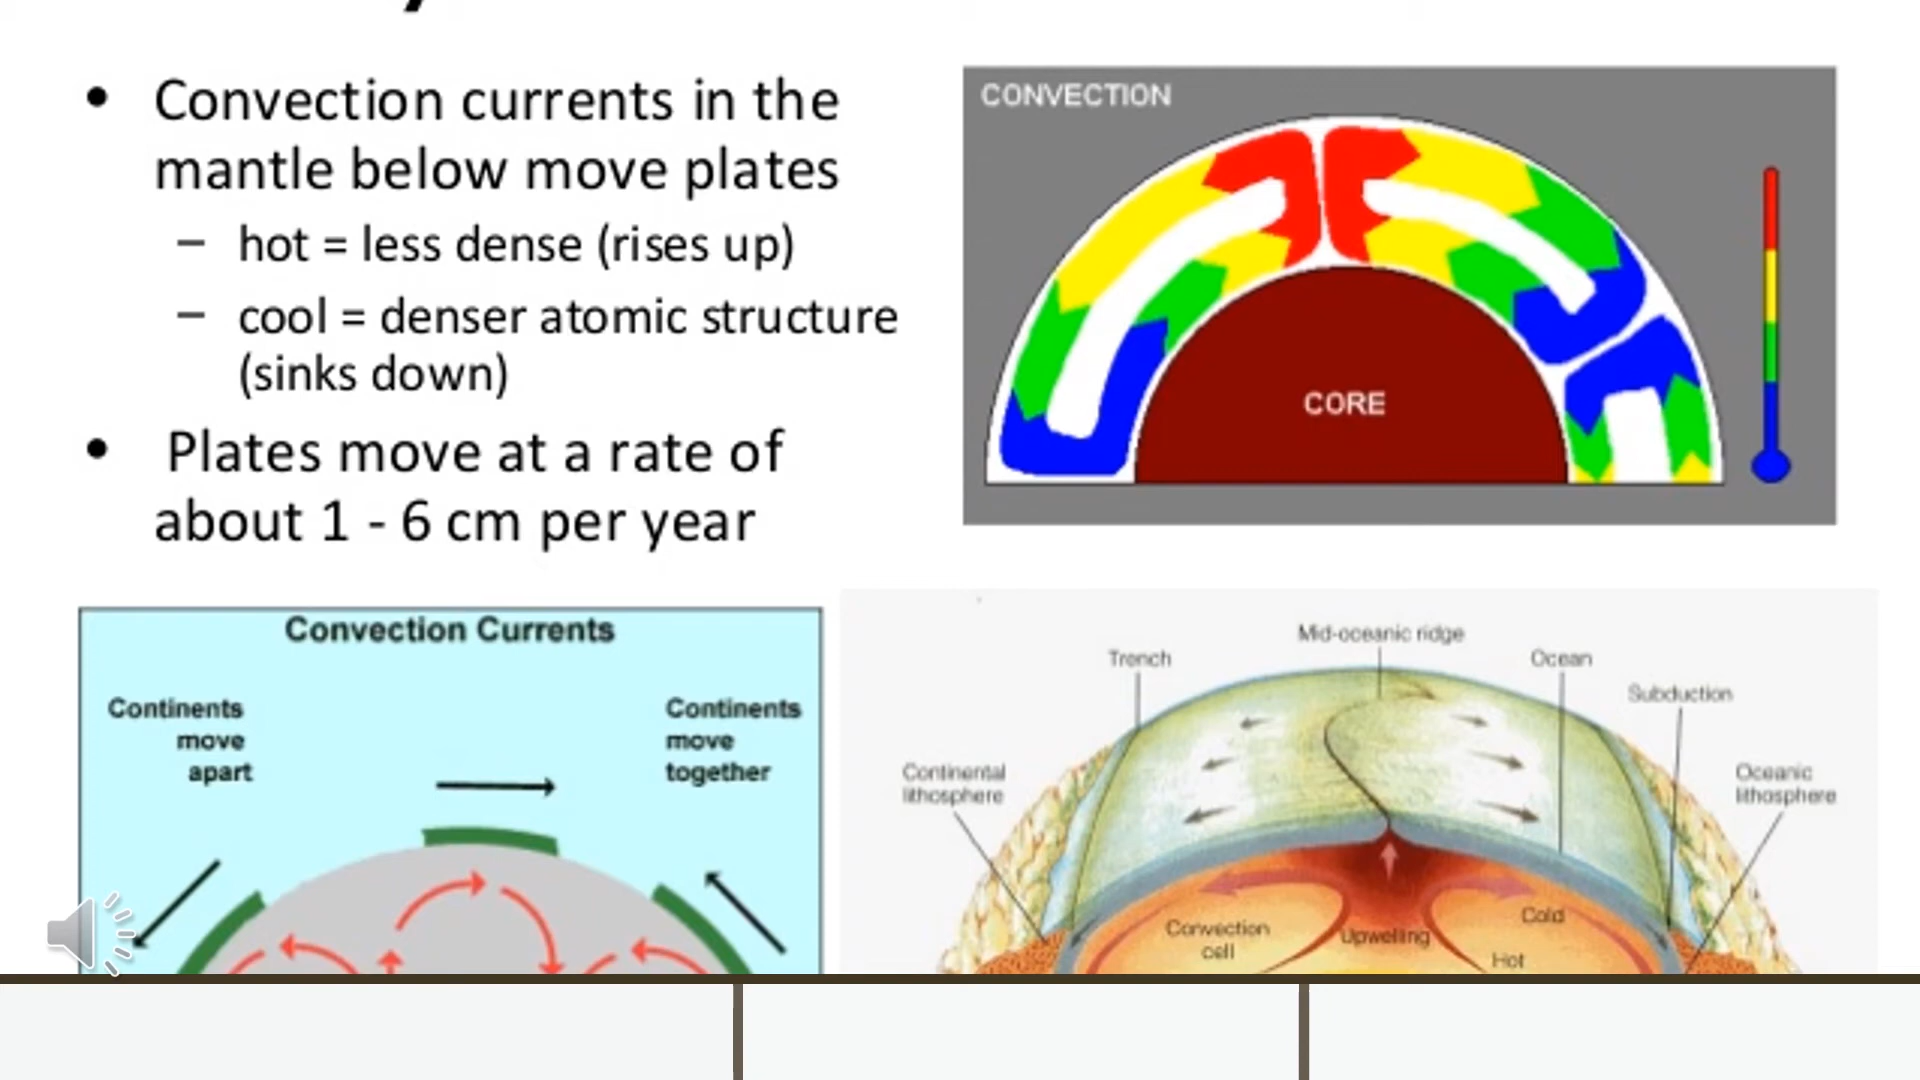 • Convection currents in the
mantle below move plates
– hot = less dense (rises up)
– cool = denser atomic structure
(sinks down)
• Plates move at a rate of
about 1 - 6 cm per year
CONVECTION
CORE
Convection Currents
Continents
move
apart
Continents
move
together
Mid-oceanic ridge
Trench
Ocean
Subduction
Continental
lithosphere
Oceanic
lithosphere
Convection
cell
Upwelling
Cold
Hot